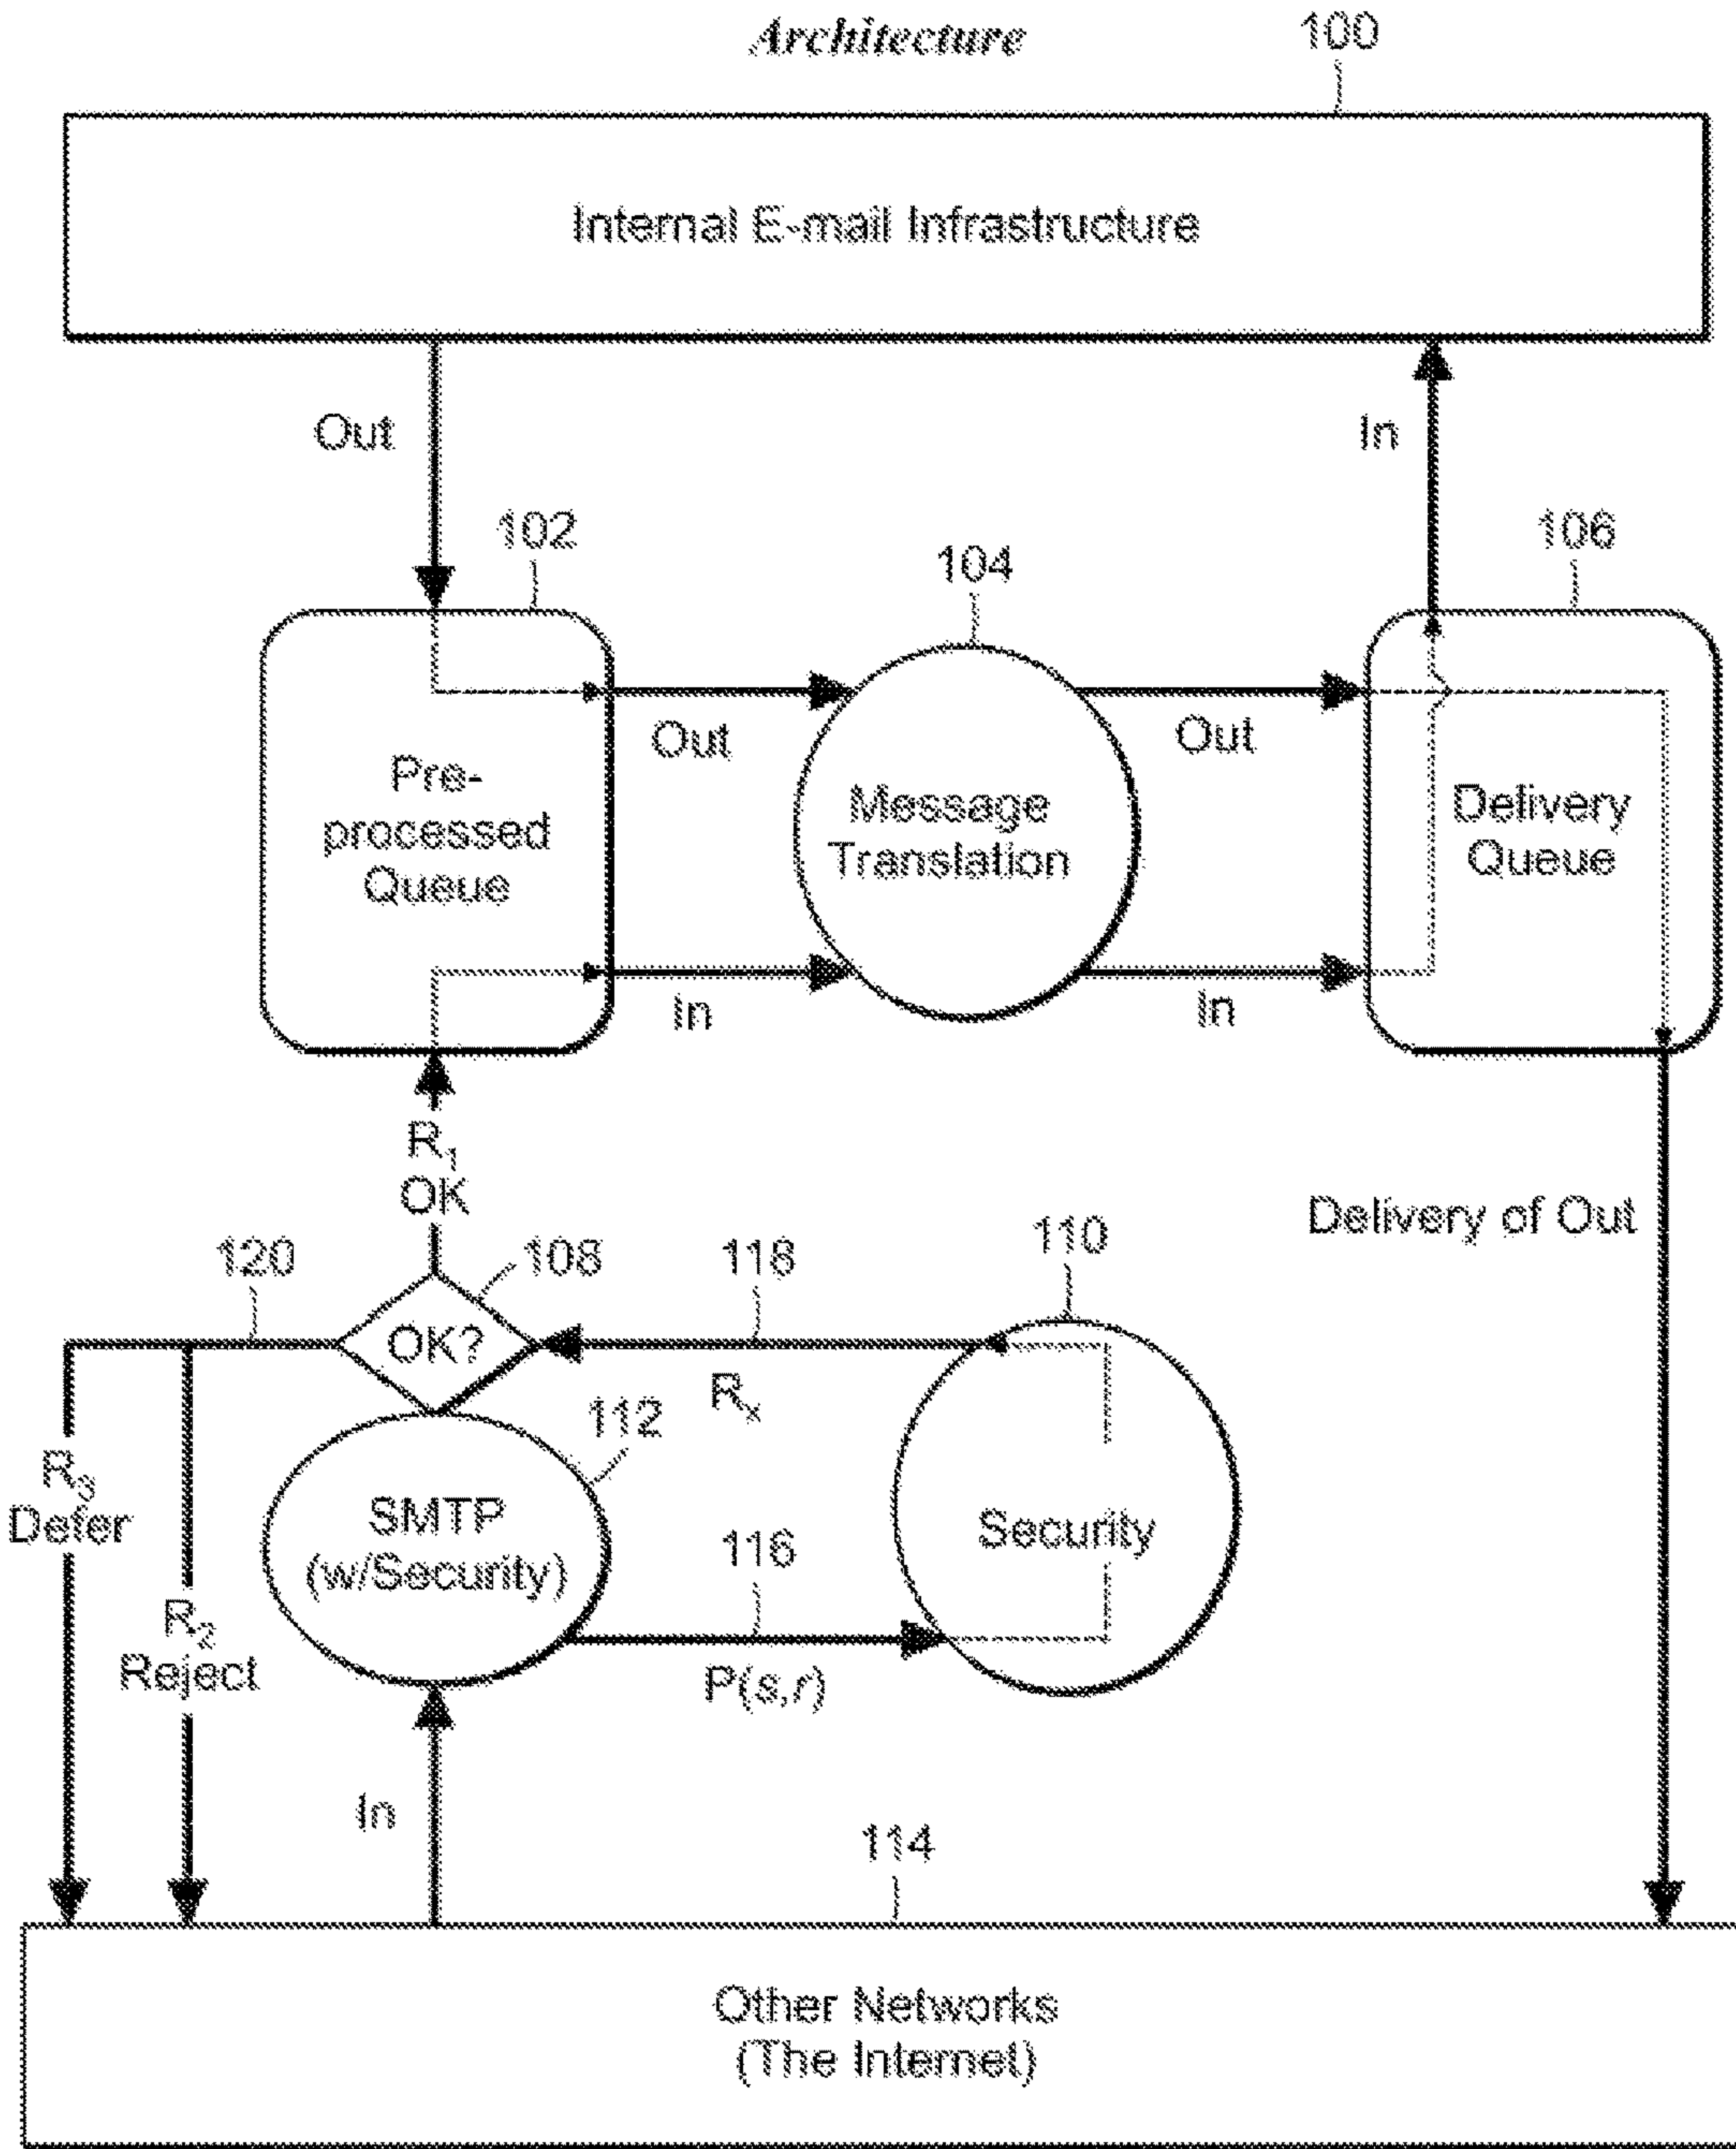 Architecture
100
Internal E-mail Infrastructure
Out
In
102
104
106
Out
Out
Pre-
processed
Queue
Message
Translation
Delivery
Queue
In
In
R1
OK
Delivery of Out
120
108
118
110
OK?
Rx
112
R3
Defer
SMTP
(w/Security)
116
Security
R2
Reject
P(s,r)
In
114
Other Networks
(The Internet)